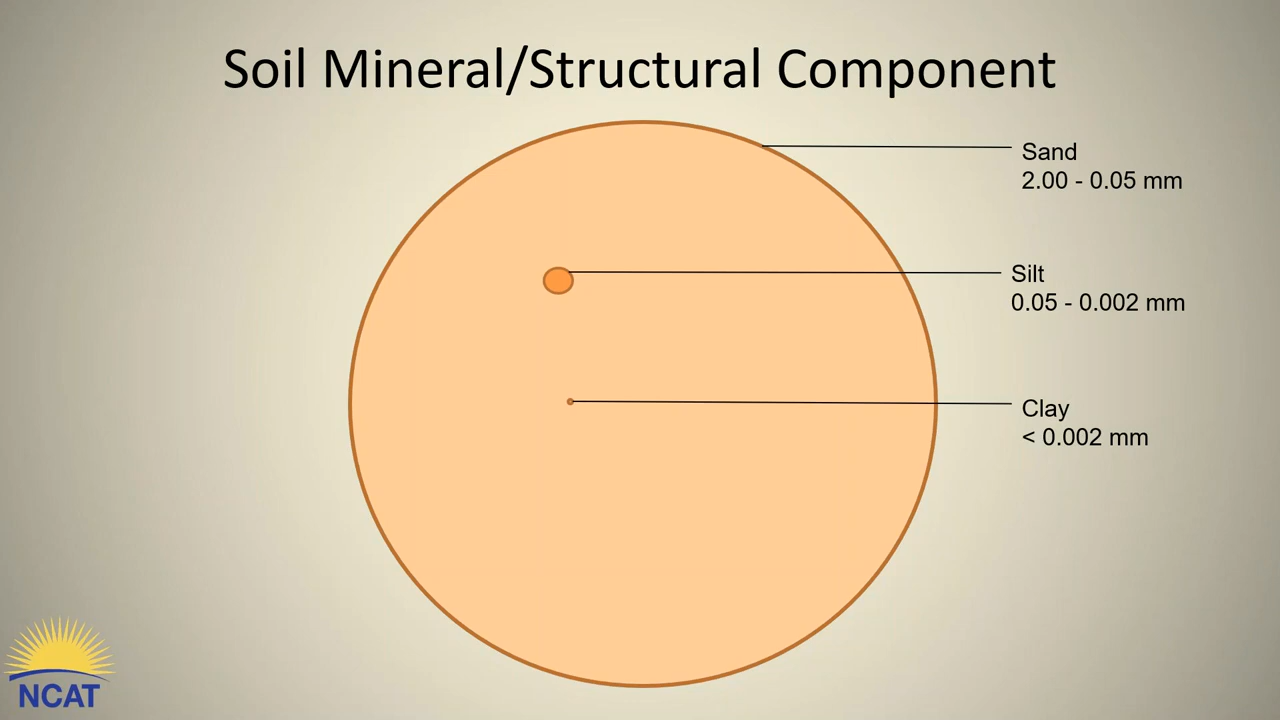 Soil Mineral/Structural Component
Sand
2.00 - 0.05 mm
Silt
0.05 - 0.002 mm
Clay
< 0.002 mm
NCAT